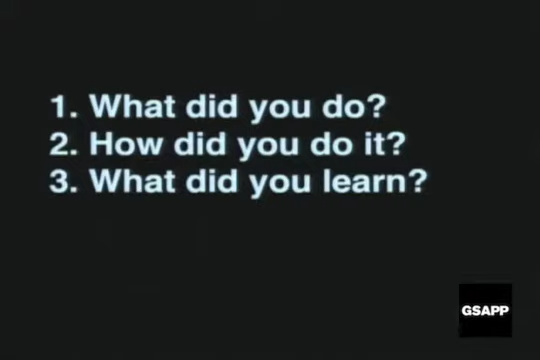 1. What did you do?
2. How did you do it?
3. What did you learn?
GSAPP